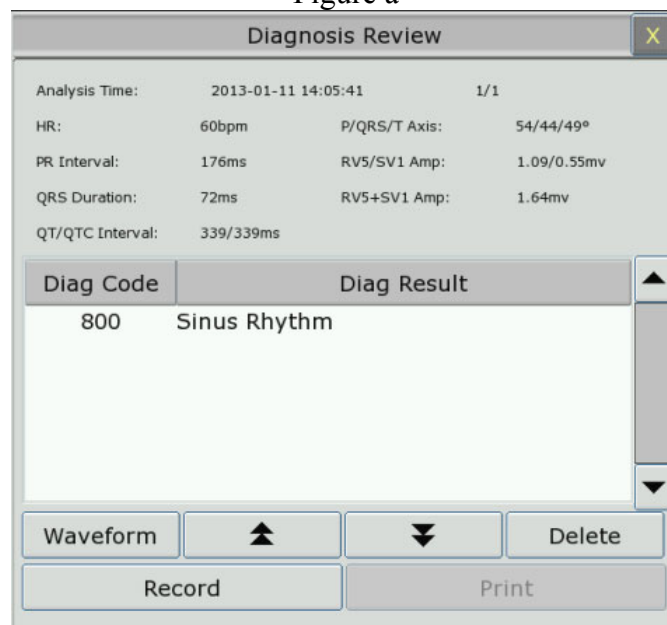 Figure a
Diagnosis Review X
Analysis Time: 2013-01-11 14:05:41 1/1
HR: 60bpm P/QRS/T Axis: 54/44/49º
PR Interval: 176ms RV5/SV1 Amp: 1.09/0.55mv
QRS Duration: 72ms RV5+SV1 Amp: 1.64mv
QT/QTC Interval: 339/339ms
Diag Code Diag Result
800 Sinus Rhythm
Waveform Delete
Record Print